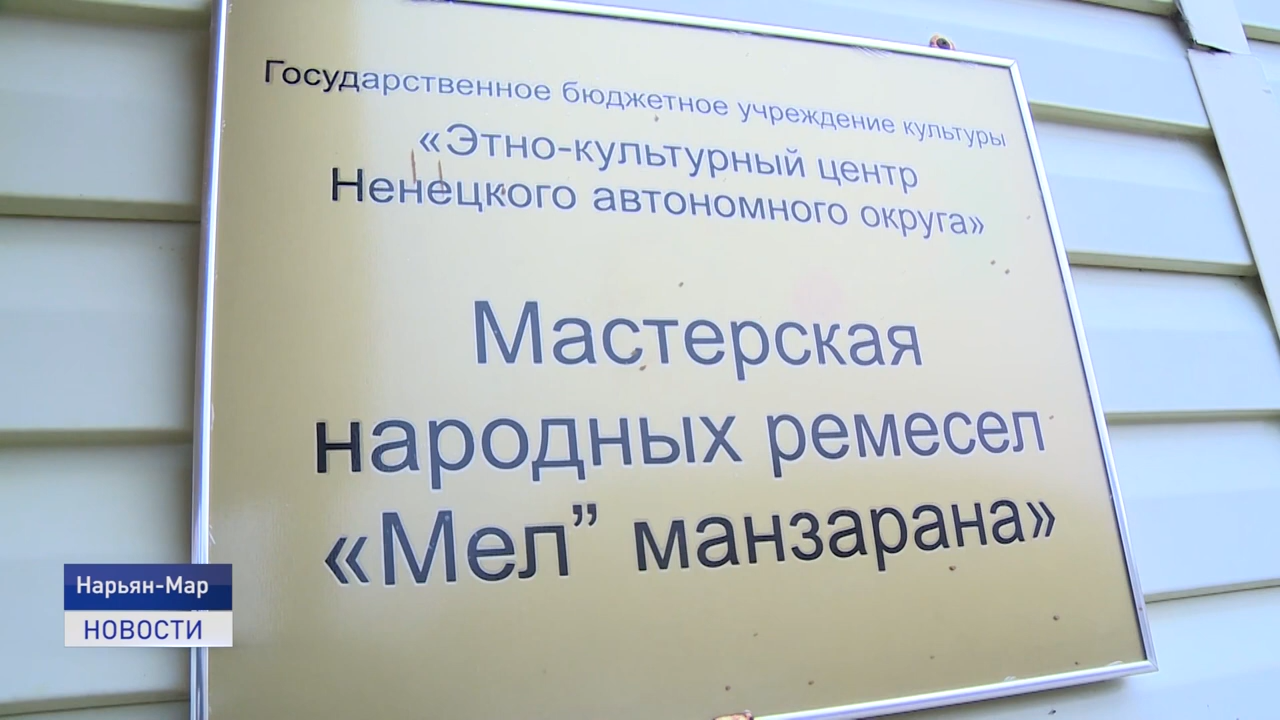 Государственное бюджетное учреждение культуры
«Этно-культурный центр
Ненецкого автономного округа»
Мастерская
народных ремесел
«Мел” манзарана»
Нарьян-Мар
НОВОСТИ